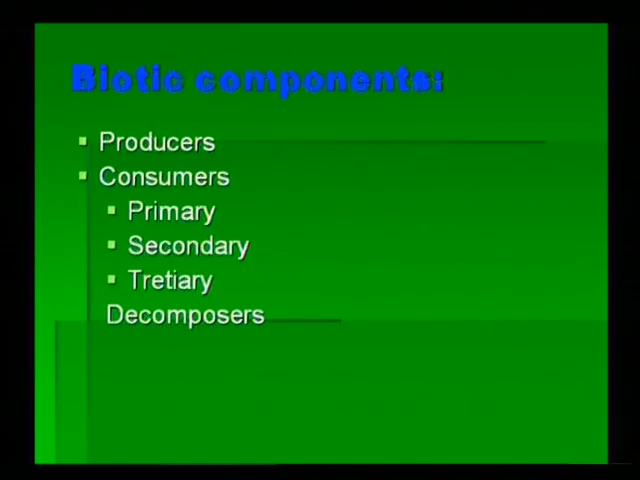 Biotic components:
Producers
Consumers
Primary
Secondary
Tretiary
Decomposers